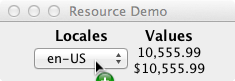 Resource Demo
Locales Values
en-US 10,555.99
$10,555.99